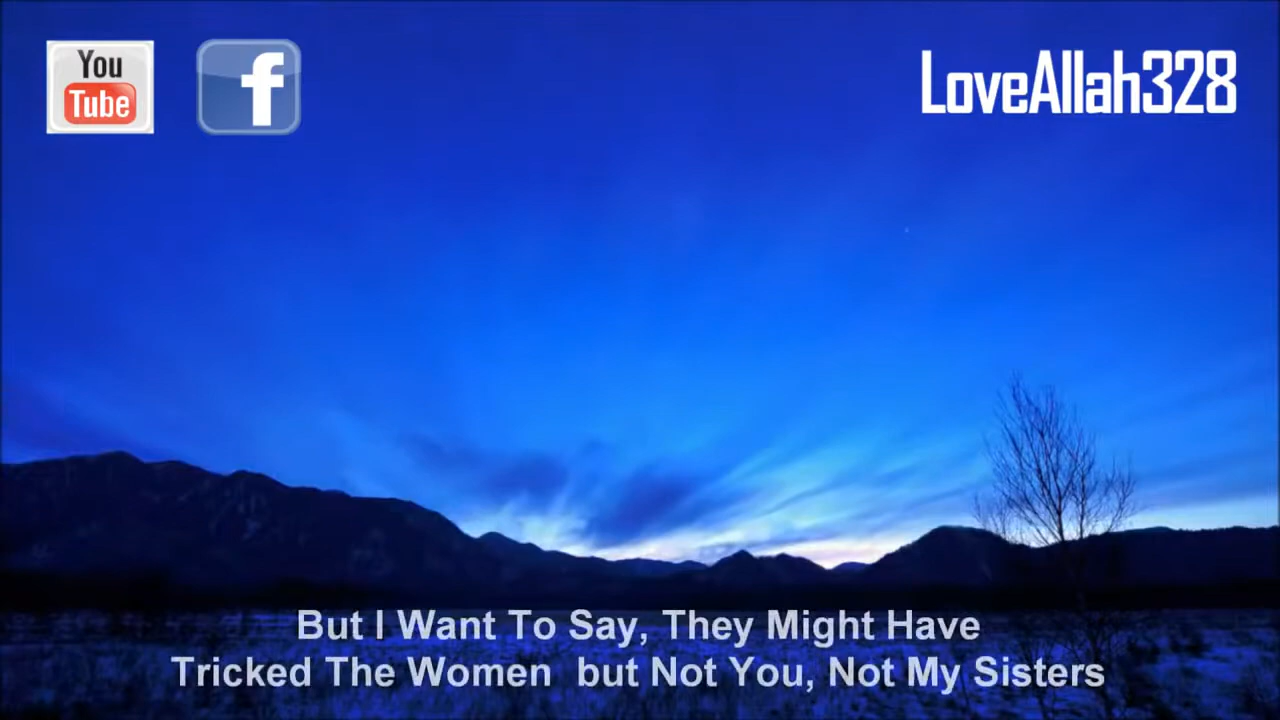 You
Tube
f
LoveAllah328
But I Want To Say, They Might Have
Tricked The Women but Not You, Not My Sisters